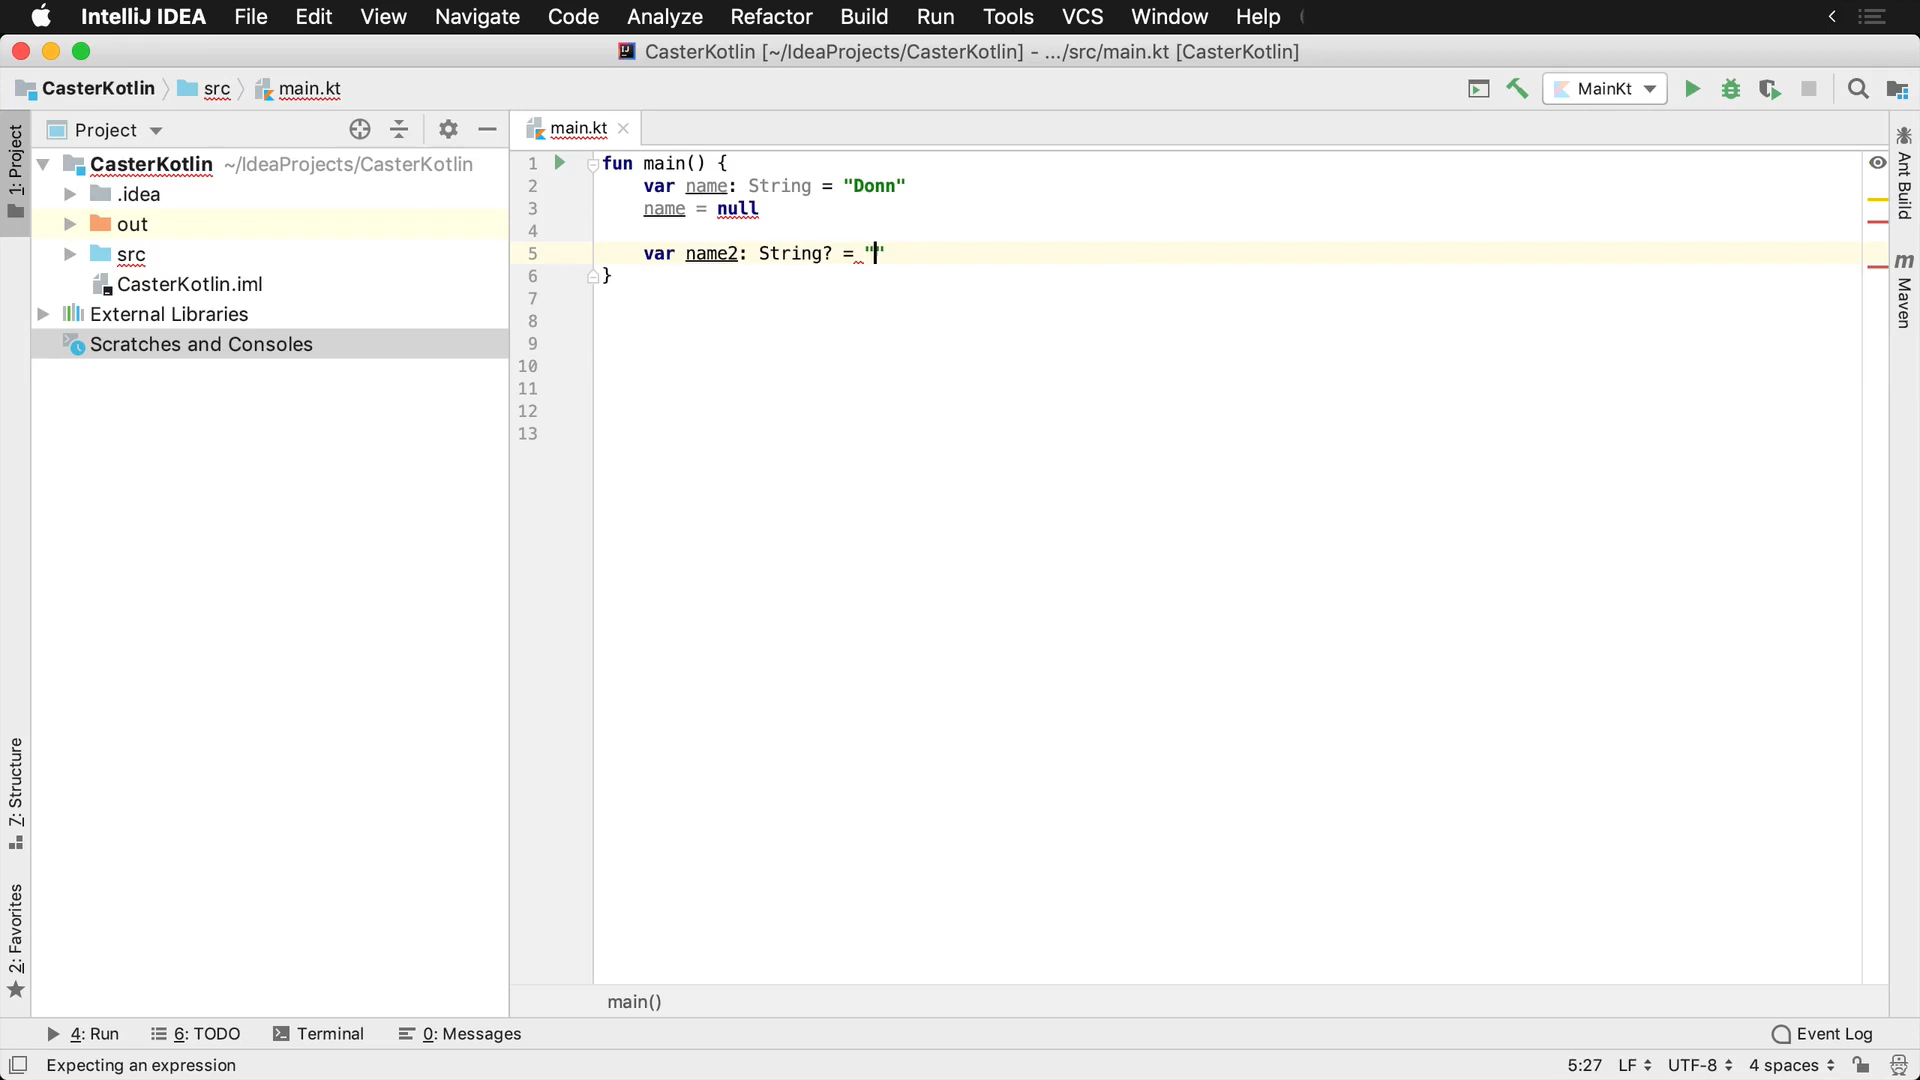 IntelliJ IDEA File Edit View Navigate Code Analyze Refactor Build Run Tools VCS Window Help
CasterKotlin [~/IdeaProjects/CasterKotlin] - .../src/main.kt [CasterKotlin]
CasterKotlin src main.kt MainKt
Project main.kt
1: Project
CasterKotlin ~/IdeaProjects/CasterKotlin
.idea
out
src
CasterKotlin.iml
External Libraries
Scratches and Consoles
Z: Structure
2: Favorites
1 fun main() {
2 var name: String = "Donn"
3 name = null
4
5 var name2: String? = ""
6 }
7
8
9
10
11
12
13
Ant Build
m Maven
main()
4: Run 6: TODO Terminal 0: Messages Event Log
Expecting an expression 5:27 LF UTF-8 4 spaces